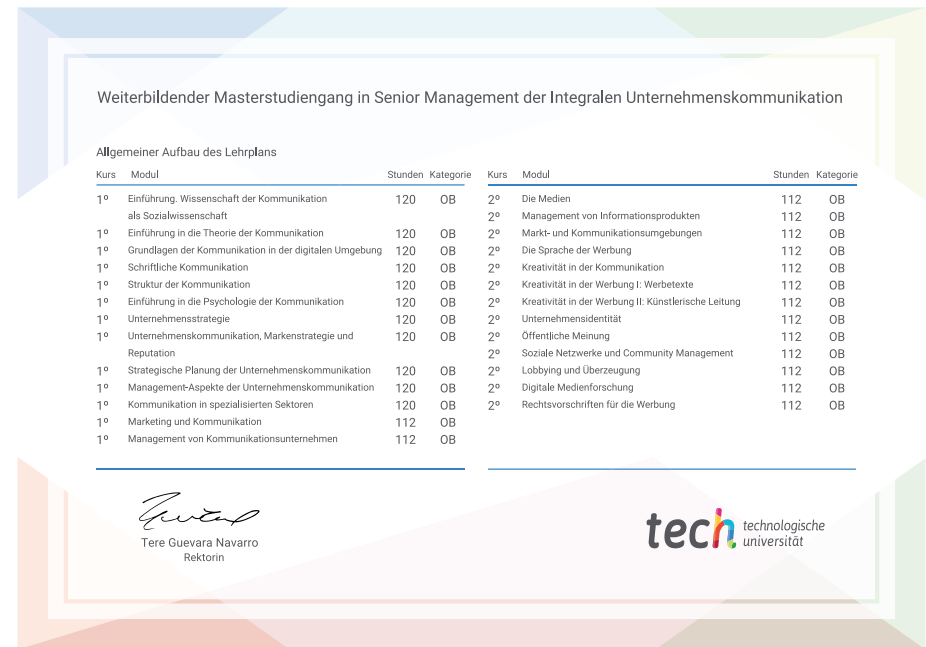 Weiterbildender Masterstudiengang in Senior Management der Integralen Unternehmenskommunikation
Allgemeiner Aufbau des Lehrplans
Kurs Modul Stunden Kategorie
1º Einführung. Wissenschaft der Kommunikation 120 OB
als Sozialwissenschaft
1º Einführung in die Theorie der Kommunikation 120 OB
1º Grundlagen der Kommunikation in der digitalen Umgebung 120 OB
1º Schriftliche Kommunikation 120 OB
1º Struktur der Kommunikation 120 OB
1º Einführung in die Psychologie der Kommunikation 120 OB
1º Unternehmensstrategie 120 OB
1º Unternehmenskommunikation, Markenstrategie und 120 OB
Reputation
1º Strategische Planung der Unternehmenskommunikation 120 OB
1º Management-Aspekte der Unternehmenskommunikation 120 OB
1º Kommunikation in spezialisierten Sektoren 120 OB
1º Marketing und Kommunikation 112 OB
1º Management von Kommunikationsunternehmen 112 OB
Kurs Modul Stunden Kategorie
2º Die Medien 112 OB
2º Management von Informationsprodukten 112 OB
2º Markt- und Kommunikationsumgebungen 112 OB
2º Die Sprache der Werbung 112 OB
2º Kreativität in der Kommunikation 112 OB
2º Kreativität in der Werbung I: Werbetexte 112 OB
2º Kreativität in der Werbung II: Künstlerische Leitung 112 OB
2º Unternehmensidentität 112 OB
2º Öffentliche Meinung 112 OB
2º Soziale Netzwerke und Community Management 112 OB
2º Lobbying und Überzeugung 112 OB
2º Digitale Medienforschung 112 OB
2º Rechtsvorschriften für die Werbung 112 OB
Tere Guevara Navarro
Rektorin
tech technologische
universität